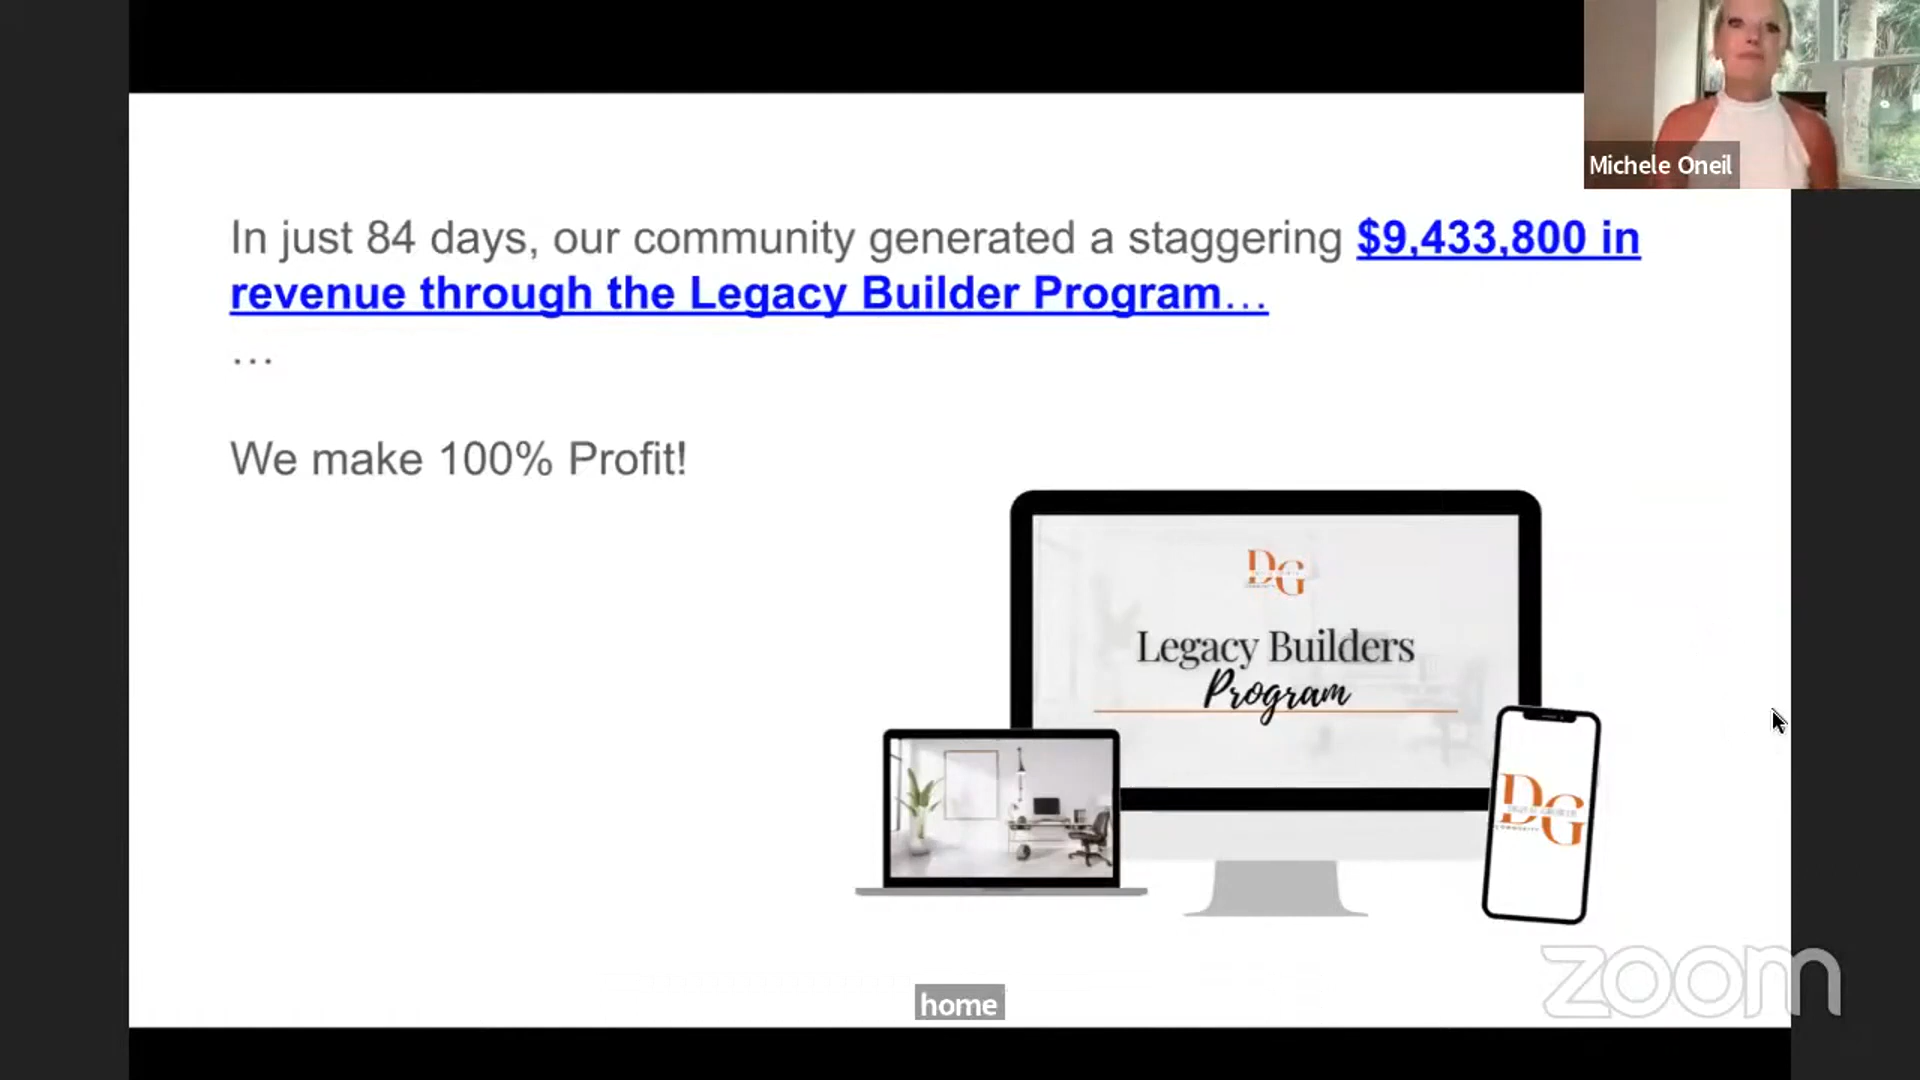 Michele Oneil
In just 84 days, our community generated a staggering $9,433,800 in
revenue through the Legacy Builder Program…
…
We make 100% Profit!
DG
Legacy Builders
Program
DG
COMMUNITY
home
zoom